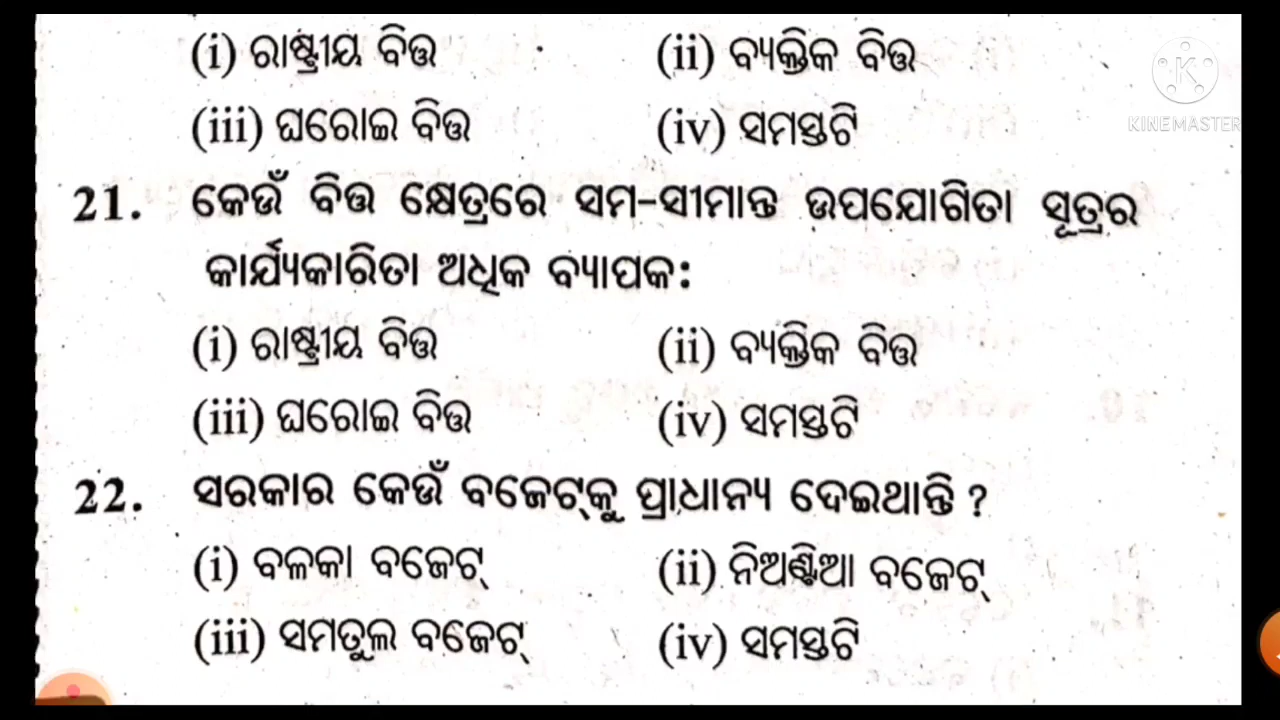 (i) ରାଷ୍ଟ୍ରୀୟ ବିତ୍ତ (ii) ବ୍ୟକ୍ତିକ ବିତ୍ତ
(iii) ଘରୋଇ ବିତ୍ତ (iv) ସମସ୍ତଟି
KINEMASTER
21. କେଉଁ ବିତ୍ତ କ୍ଷେତ୍ରରେ ସମ-ସୀମାନ୍ତ ଉପଯୋଗିତା ସୂତ୍ରର
କାର୍ଯ୍ୟକାରିତା ଅଧିକ ବ୍ୟାପକ:
(i) ରାଷ୍ଟ୍ରୀୟ ବିତ୍ତ (ii) ବ୍ୟକ୍ତିକ ବିତ୍ତ
(iii) ଘରୋଇ ବିତ୍ତ (iv) ସମସ୍ତଟି
22. ସରକାର କେଉଁ ବଜେଟ୍‌କୁ ପ୍ରାଧାନ୍ୟ ଦେଇଥାନ୍ତି ?
(i) ବଳକା ବଜେଟ୍ (ii) ନିଅଣ୍ଟିଆ ବଜେଟ୍
(iii) ସମତୁଲ ବଜେଟ୍ (iv) ସମସ୍ତଟି